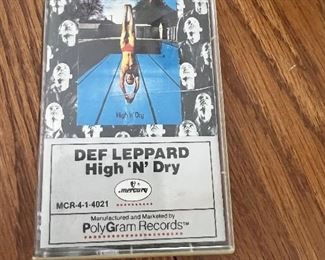 High 'n' Dry
DEF LEPPARD
High 'N' Dry
mercury
MCR-4-1-4021
Manufactured and Marketed by
PolyGram Records™